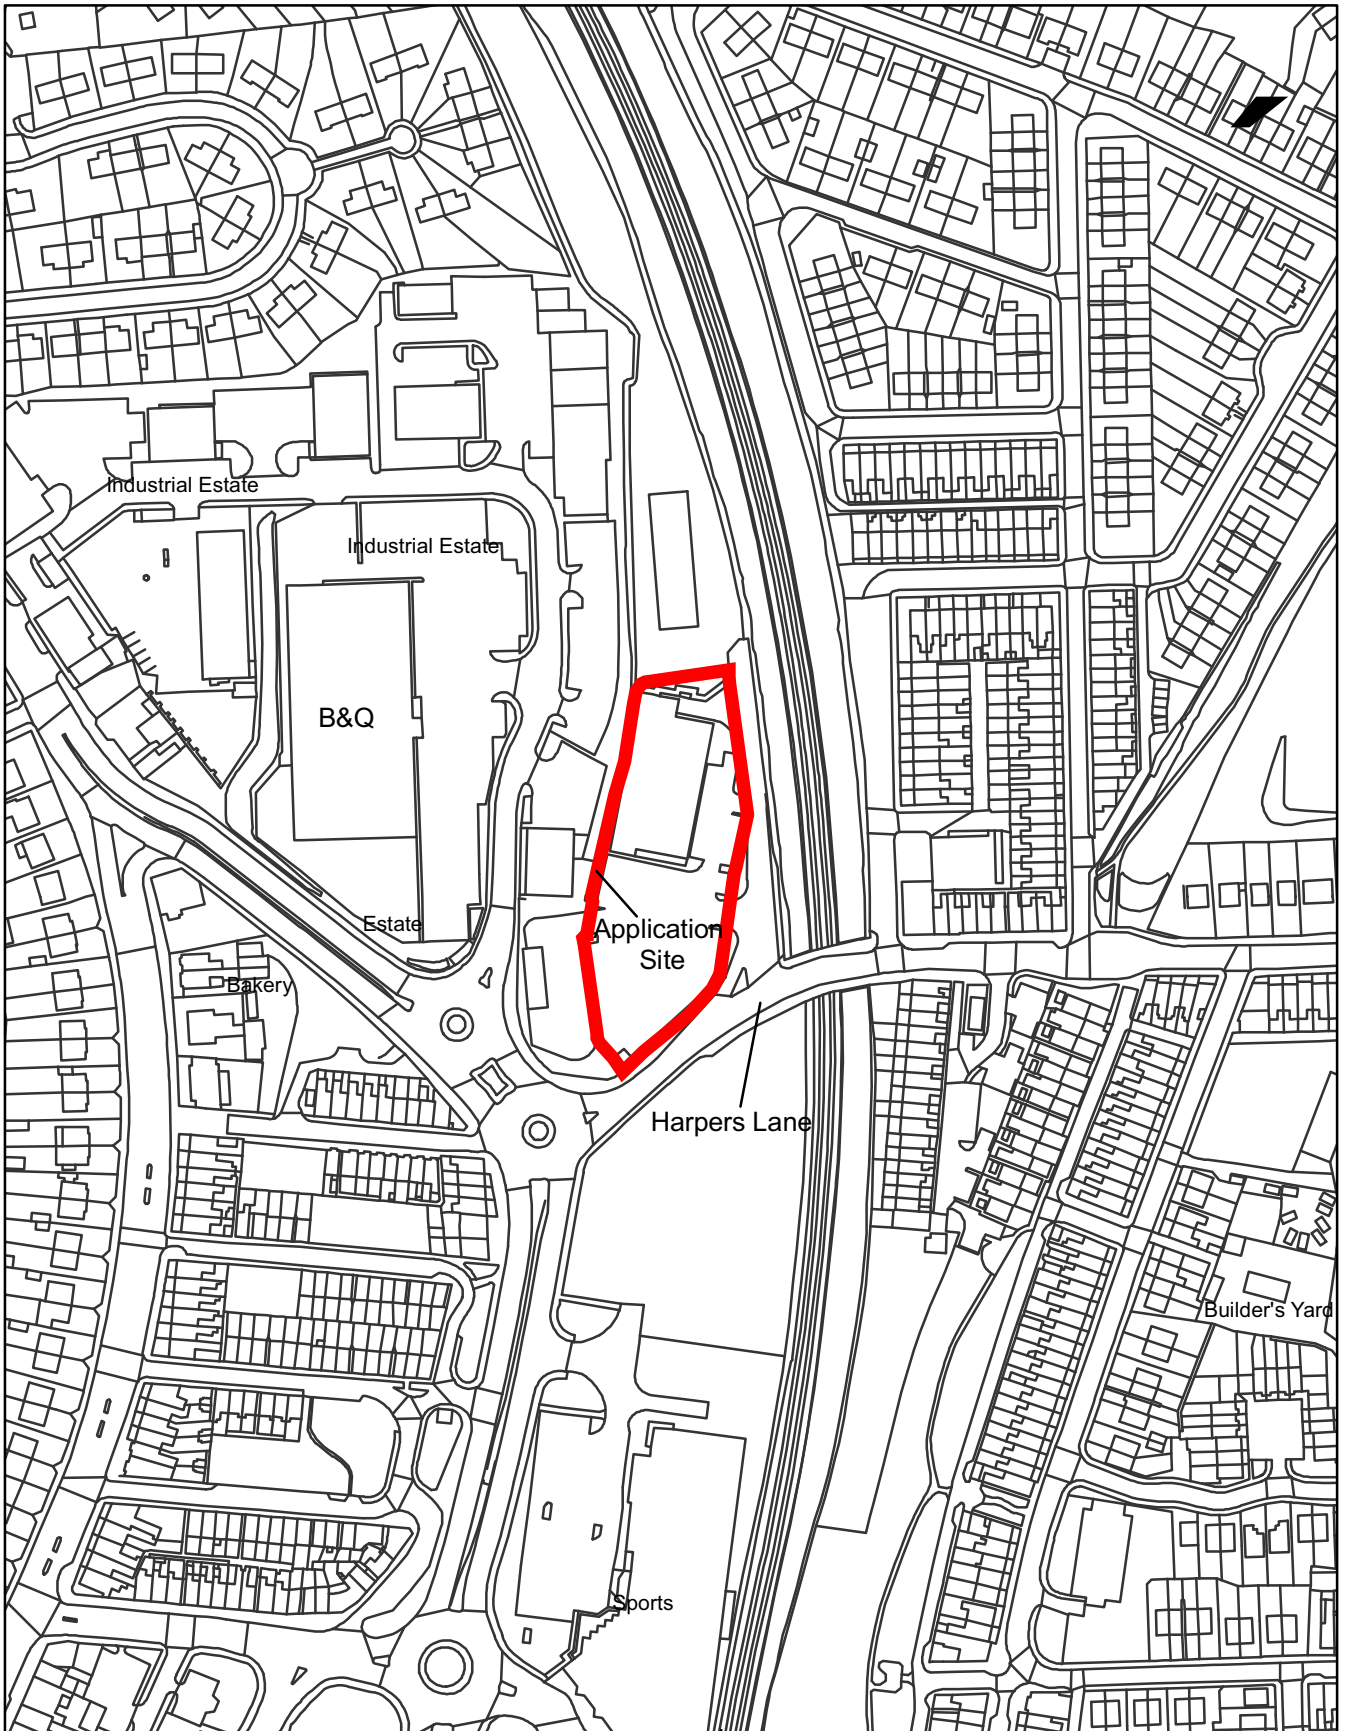 Industrial Estate
Industrial Estate
B&Q
Estate
Application
Site
Bakery
Harpers Lane
Builder's Yard
Sports